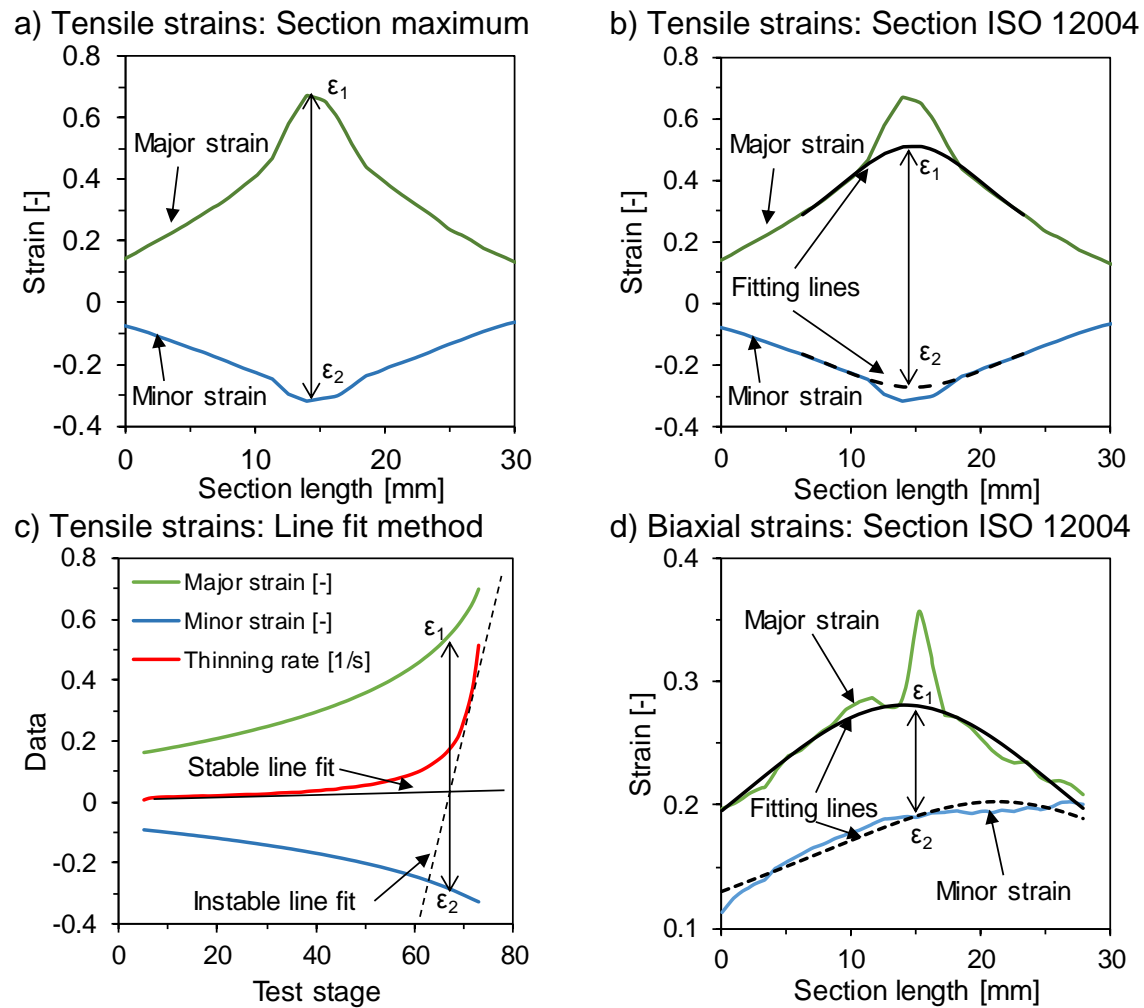 a) Tensile strains: Section maximum
0.8
0.6
0.4
0.2
0
-0.2
-0.4
Strain [-]
Major strain
Minor strain
ε1
ε2
0 10 20 30
Section length [mm]
b) Tensile strains: Section ISO 12004
0.8
0.6
0.4
0.2
0
-0.2
-0.4
Strain [-]
Major strain
Fitting lines
Minor strain
ε1
ε2
0 10 20 30
Section length [mm]
c) Tensile strains: Line fit method
0.8
0.6
0.4
0.2
0
-0.2
-0.4
Data
Major strain [-]
Minor strain [-]
Thinning rate [1/s]
ε1
Stable line fit
Instable line fit
ε2
0 20 40 60 80
Test stage
d) Biaxial strains: Section ISO 12004
0.4
0.3
0.2
0.1
Strain [-]
Major strain
ε1
Fitting lines
ε2
Minor strain
0 10 20 30
Section length [mm]